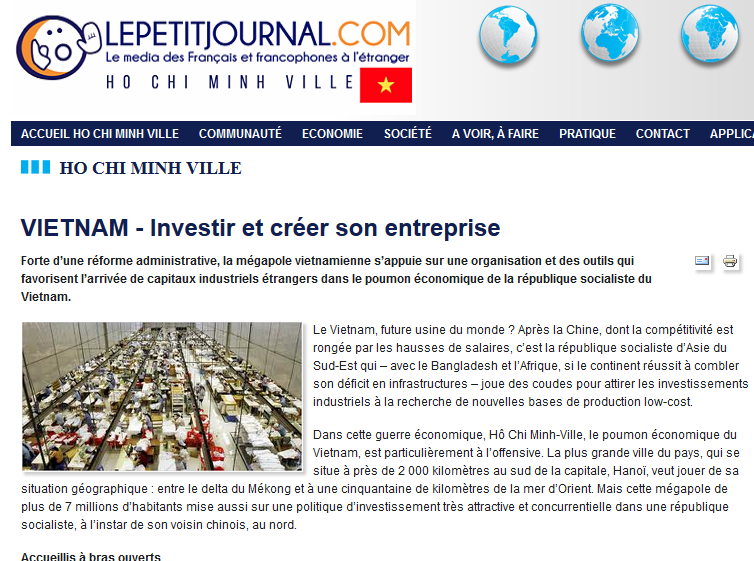 LEPETITJOURNAL.COM
Le media des Français et francophones à l'étranger
HO CHI MINH VILLE
ACCUEIL HO CHI MINH VILLE COMMUNAUTÉ ECONOMIE SOCIÉTÉ A VOIR, À FAIRE PRATIQUE CONTACT APPLICA
HO CHI MINH VILLE
VIETNAM - Investir et créer son entreprise
Forte d'une réforme administrative, la mégapole vietnamienne s'appuie sur une organisation et des outils qui
favorisent l'arrivée de capitaux industriels étrangers dans le poumon économique de la république socialiste du
Vietnam.
Le Vietnam, future usine du monde ? Après la Chine, dont la compétitivité est
rongée par les hausses de salaires, c'est la république socialiste d'Asie du
Sud-Est qui – avec le Bangladesh et l'Afrique, si le continent réussit à combler
son déficit en infrastructures – joue des coudes pour attirer les investissements
industriels à la recherche de nouvelles bases de production low-cost.
Dans cette guerre économique, Hô Chi Minh-Ville, le poumon économique du
Vietnam, est particulièrement à l'offensive. La plus grande ville du pays, qui se
situe à près de 2 000 kilomètres au sud de la capitale, Hanoï, veut jouer de sa
situation géographique : entre le delta du Mékong et à une cinquantaine de kilomètres de la mer d'Orient. Mais cette mégapole de
plus de 7 millions d'habitants mise aussi sur une politique d'investissement très attractive et concurrentielle dans une république
socialiste, à l'instar de son voisin chinois, au nord.
Accueillis à bras ouverts